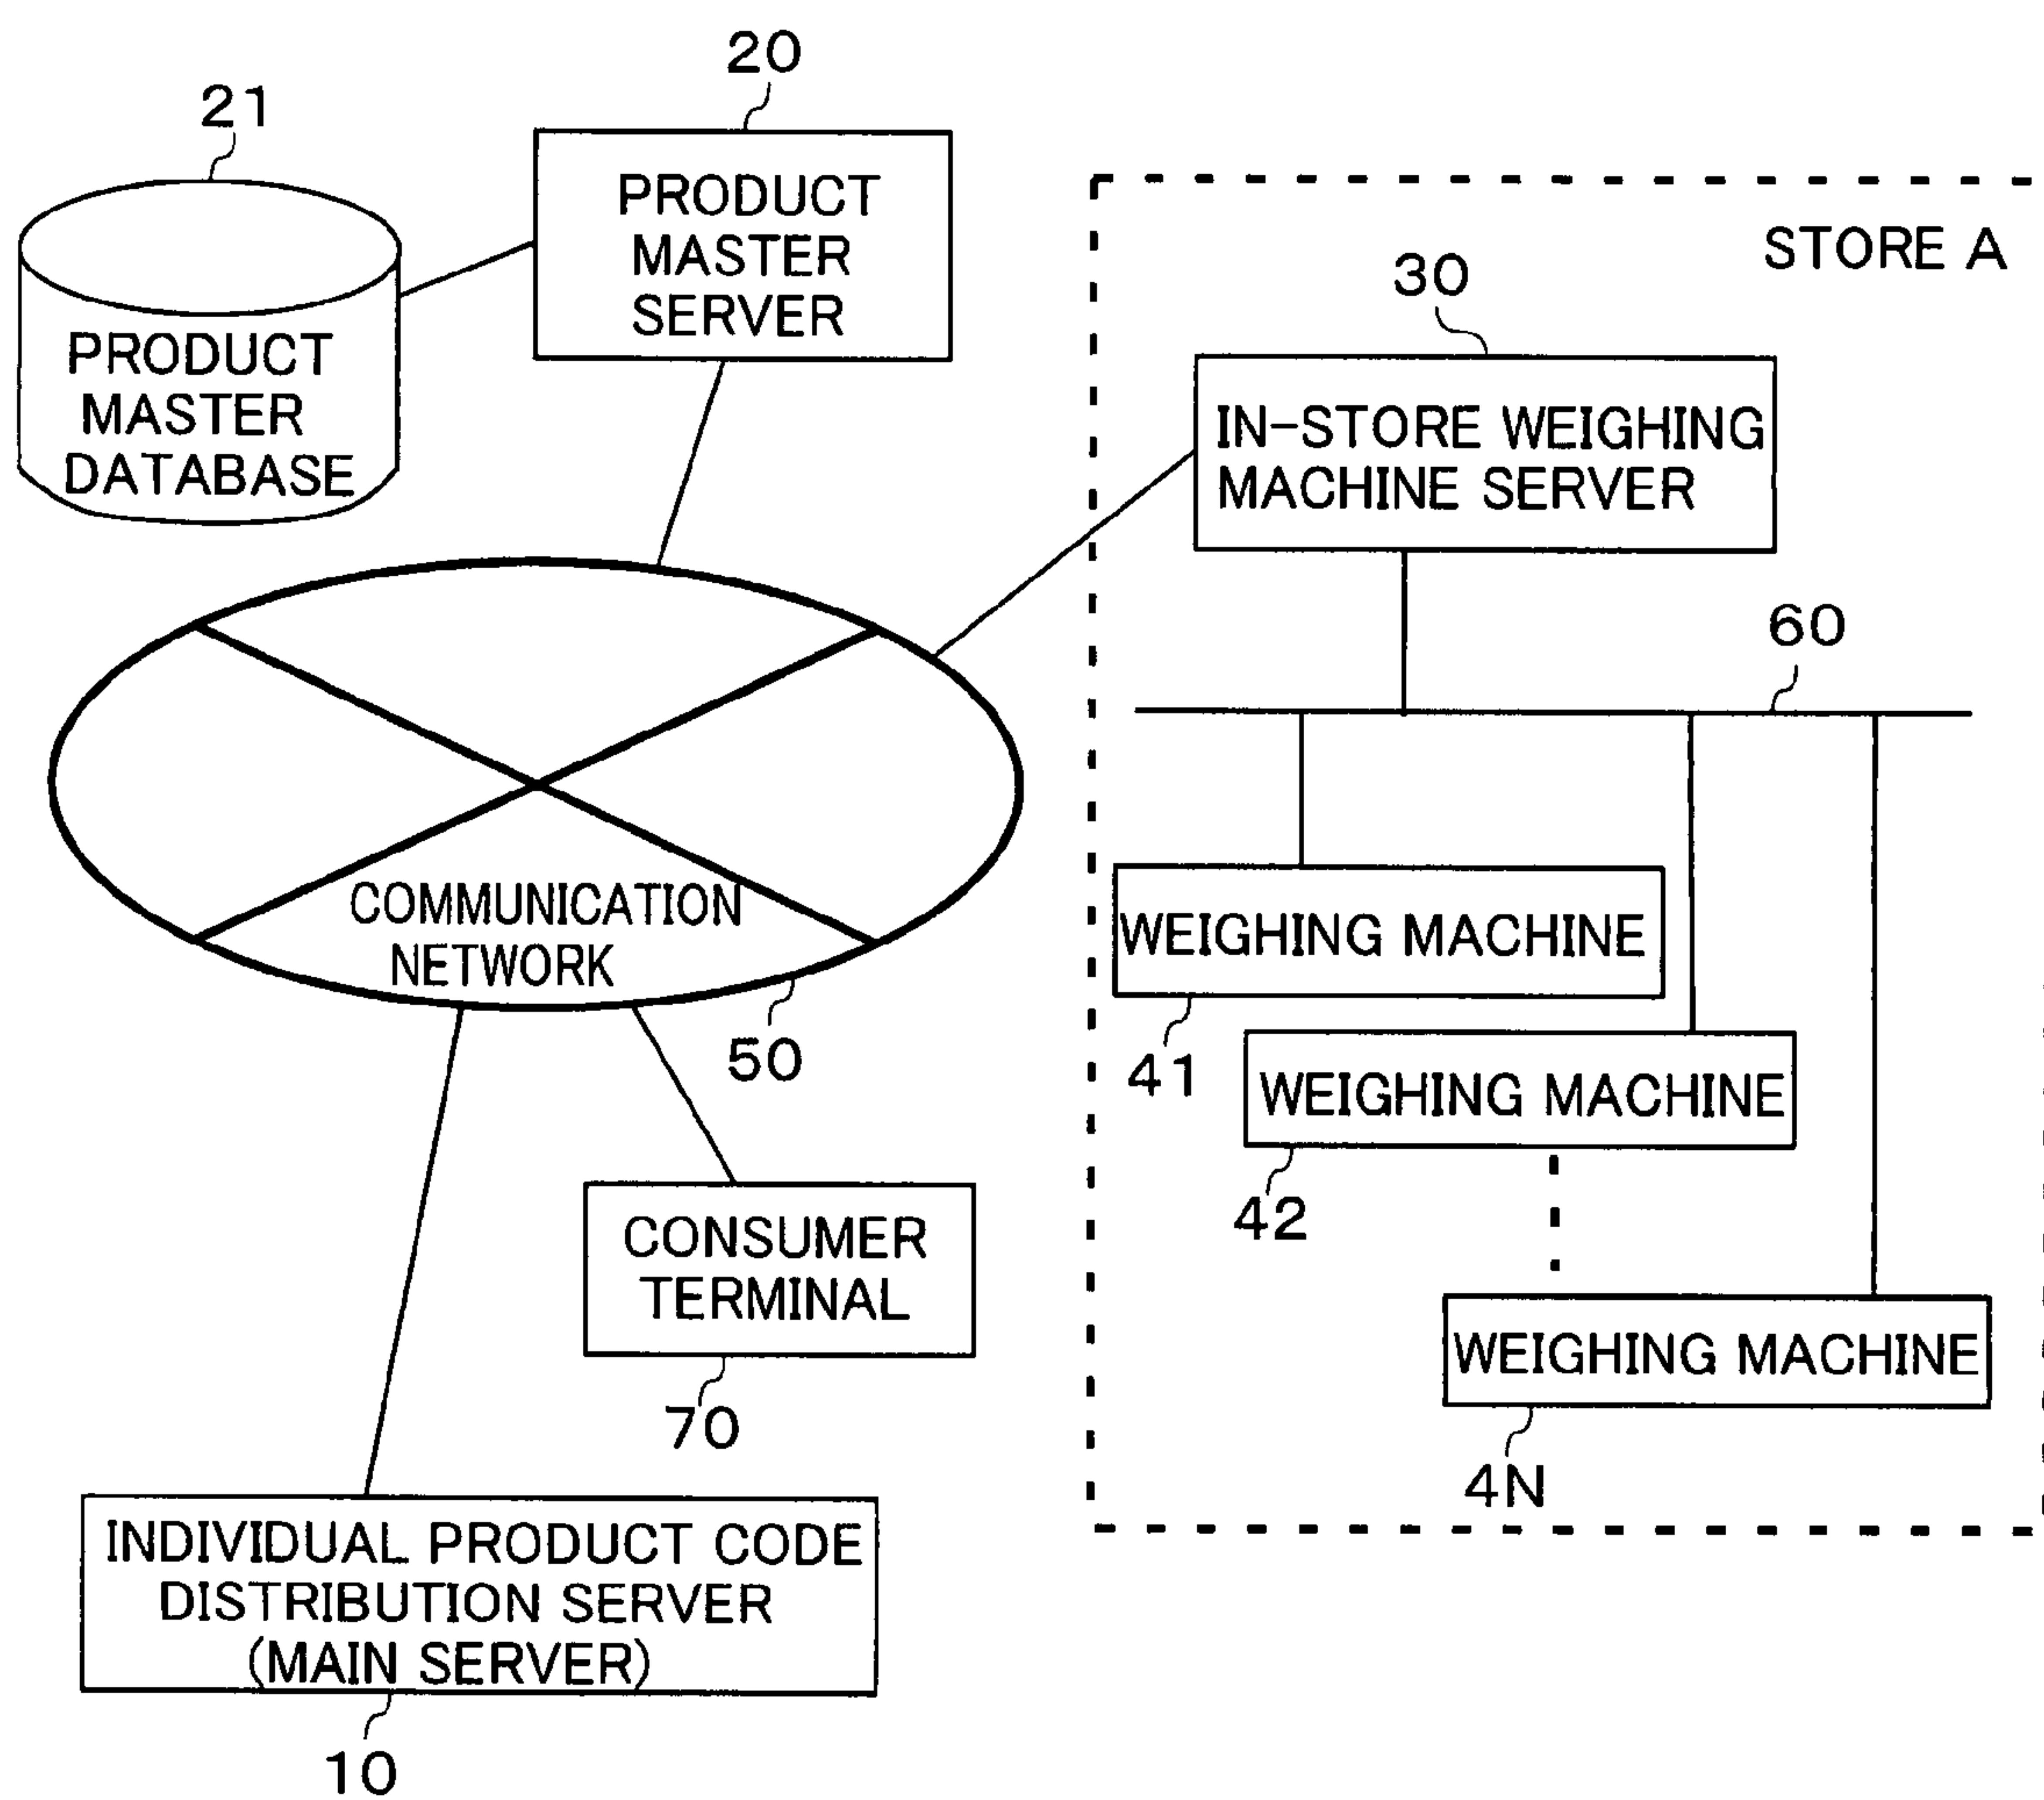 20
21
PRODUCT
MASTER
SERVER
STORE A
30
PRODUCT
MASTER
DATABASE
IN-STORE WEIGHING
MACHINE SERVER
60
COMMUNICATION
NETWORK
WEIGHING MACHINE
50
41
WEIGHING MACHINE
42
CONSUMER
TERMINAL
WEIGHING MACHINE
70
4N
INDIVIDUAL PRODUCT CODE
DISTRIBUTION SERVER
(MAIN SERVER)
10